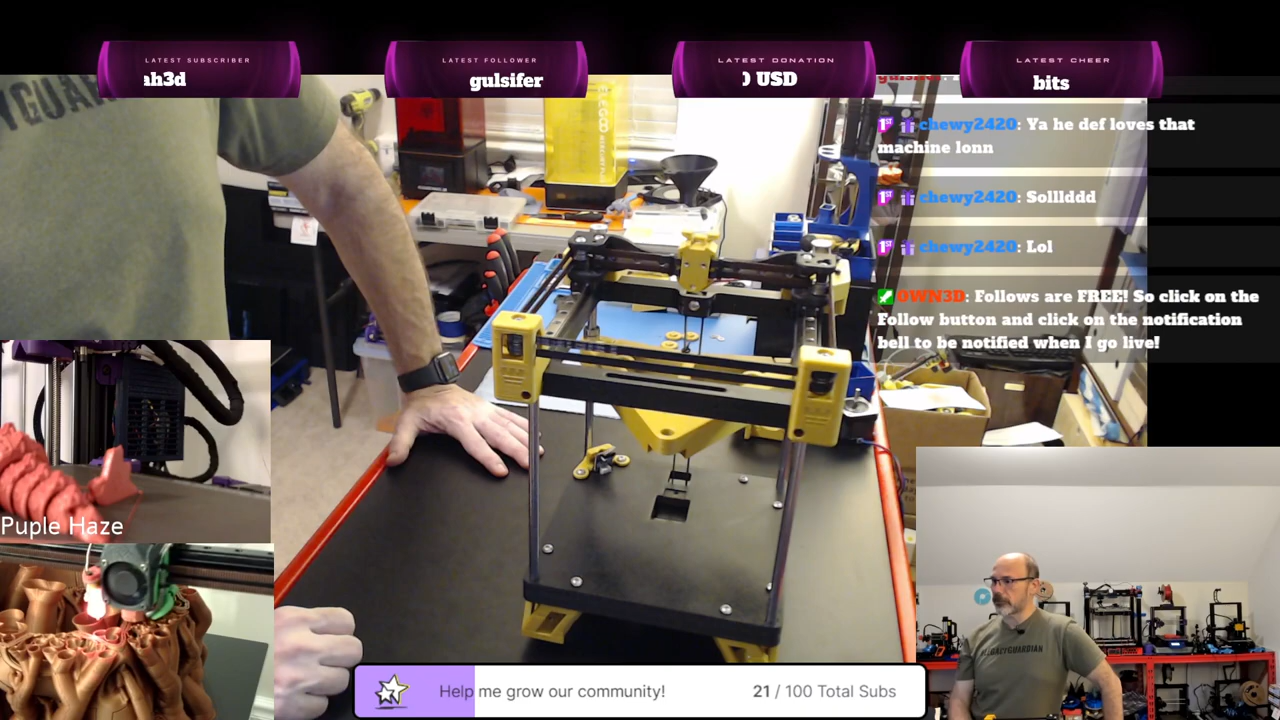 LATEST SUBSCRIBER
ah3d
LATEST FOLLOWER
gulsifer
LATEST DONATION
0 USD
LATEST CHEER
bits
chewy2420: Ya he def loves that
machine lonn
chewy2420: Solllddd
chewy2420: Lol
OWN3D: Follows are FREE! So click on the
Follow button and click on the notification
bell to be notified when I go live!
Puple Haze
Help me grow our community!
21 / 100 Total Subs